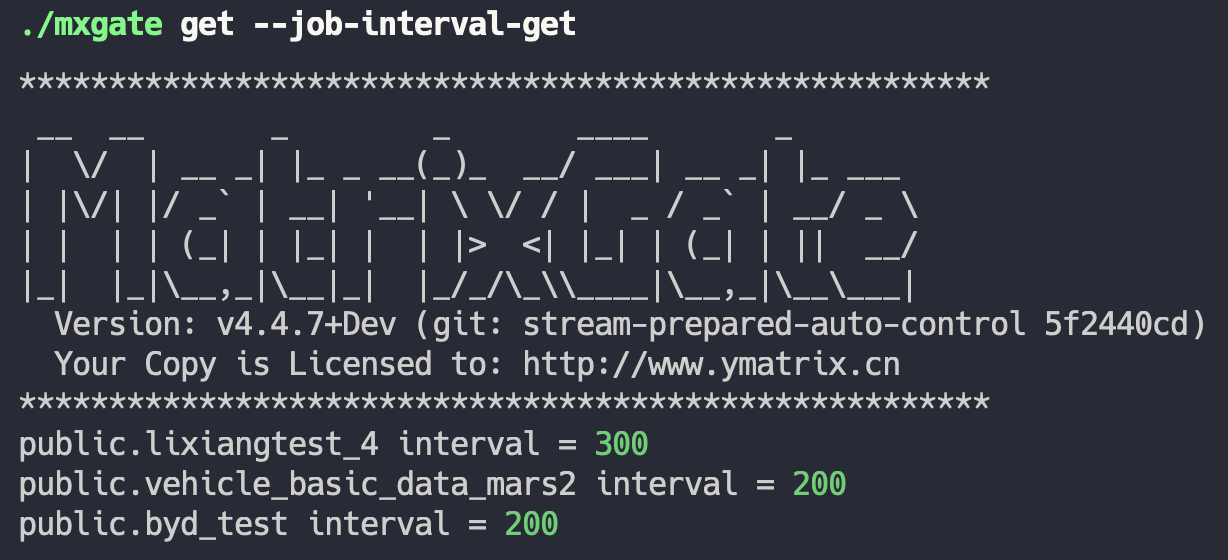 ./mxgate get --job-interval-get
******************************************************
 __  __       _        _       ____       _
|  \/  | __ _| |_ _ __(_)_  __/ ___| __ _| |_ ___
| |\/| |/ _` | __| '__| \ \/ / |  _ / _` | __/ _ \
| |  | | (_| | |_| |  | |>  <| |_| | (_| | ||  __/
|_|  |_|\__,_|\__|_|  |_/_/\_\\____|\__,_|\__\___|
  Version: v4.4.7+Dev (git: stream-prepared-auto-control 5f2440cd)
  Your Copy is Licensed to: http://www.ymatrix.cn
******************************************************
public.lixiangtest_4 interval = 300
public.vehicle_basic_data_mars2 interval = 200
public.byd_test interval = 200